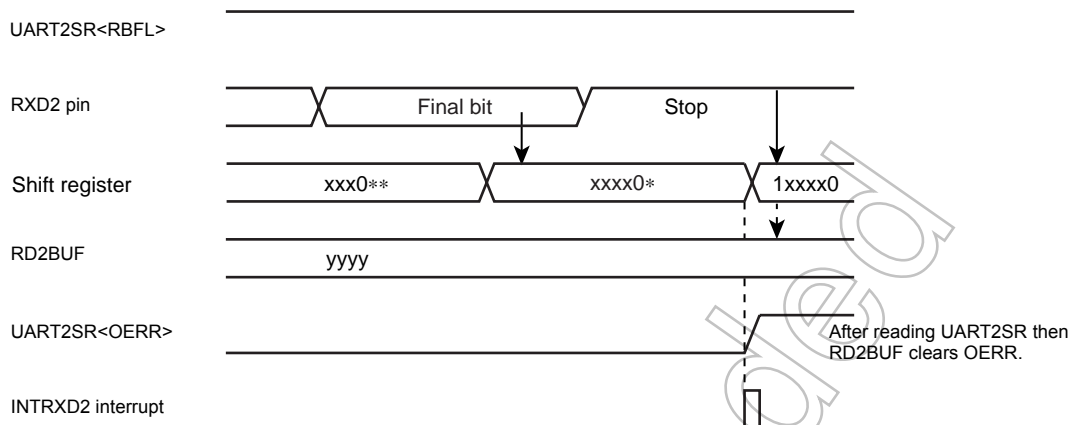 UART2SR<RBFL>
RXD2 pin
Final bit
Stop
Shift register
xxx0**
xxxx0*
1xxxx0
RD2BUF
yyyy
UART2SR<OERR>
After reading UART2SR then
RD2BUF clears OERR.
INTRXD2 interrupt
ded